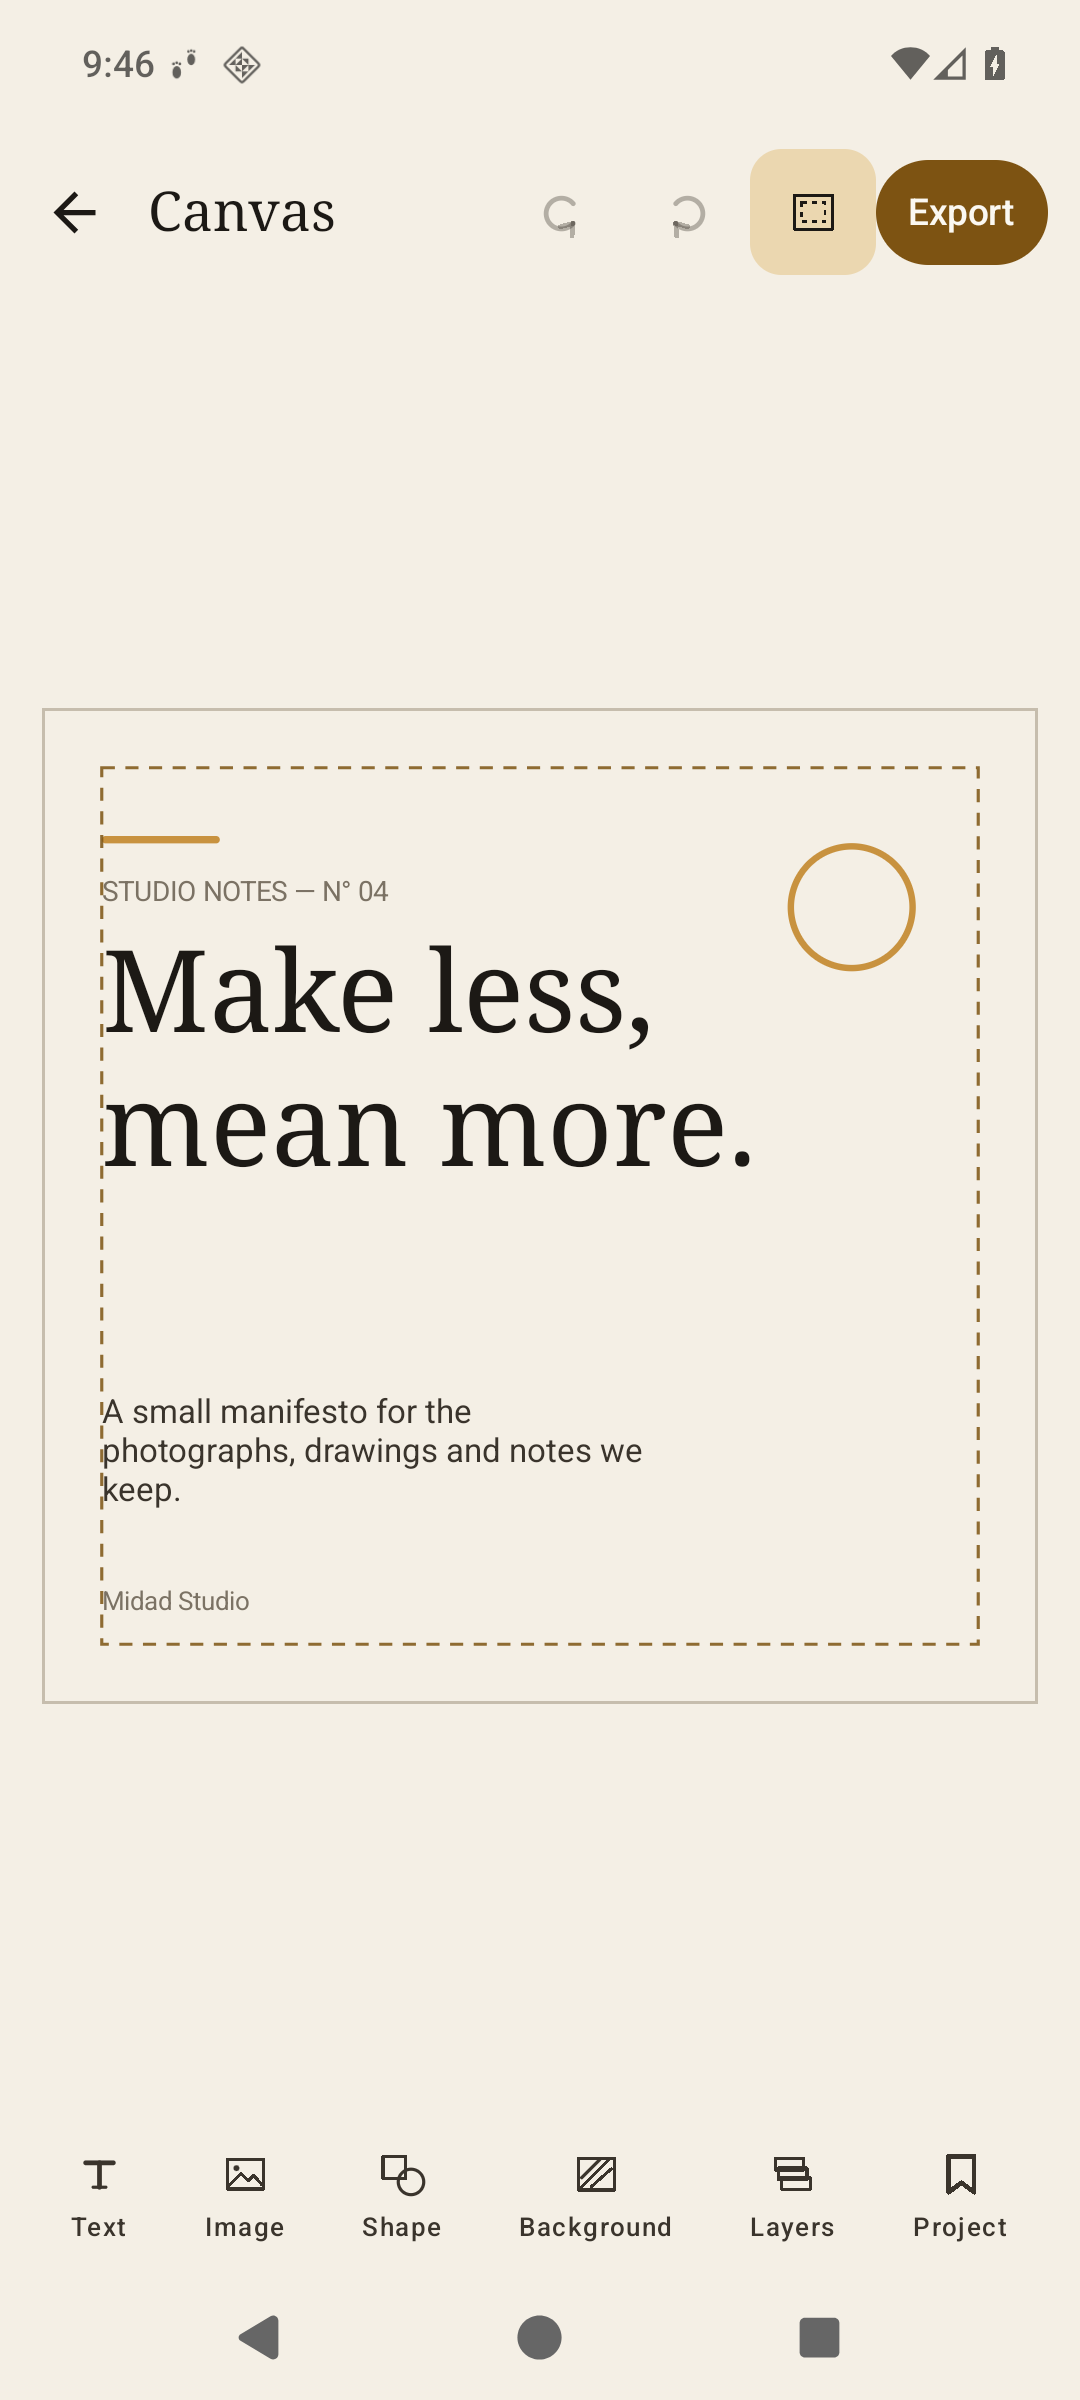 9:46
Canvas
Export
STUDIO NOTES — N° 04
Make less,
mean more.
A small manifesto for the
photographs, drawings and notes we
keep.
Midad Studio
Text
Image
Shape
Background
Layers
Project